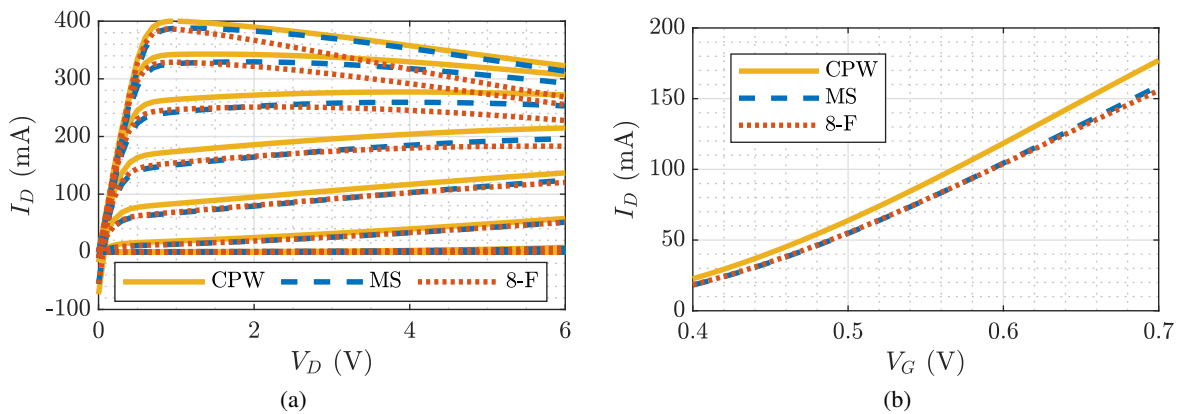 400
300
200
100
0
-100
I_D (mA)
CPW MS 8-F
0 2 4 6
V_D (V)
(a)
200
150
100
50
0
I_D (mA)
CPW
MS
8-F
0.4 0.5 0.6 0.7
V_G (V)
(b)